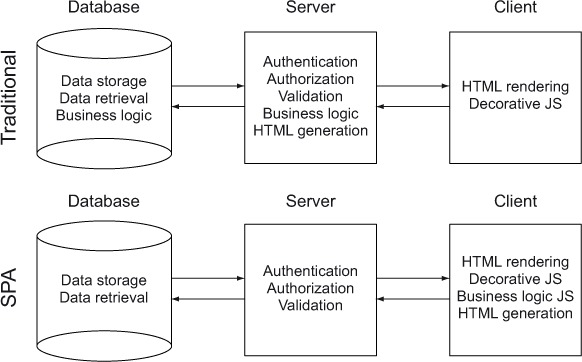 Database
Server
Client
Traditional
Data storage
Data retrieval
Business logic
Authentication
Authorization
Validation
Business logic
HTML generation
HTML rendering
Decorative JS
Database
Server
Client
SPA
Data storage
Data retrieval
Authentication
Authorization
Validation
HTML rendering
Decorative JS
Business logic JS
HTML generation